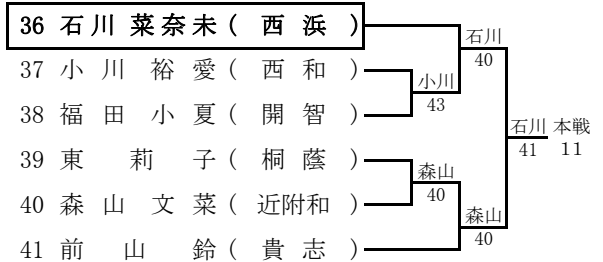 36 石川菜奈未(西浜)
石川
40
37 小川裕愛(西和)
小川
43
38 福田小夏(開智)
石川 本戦
41 11
39 東莉子(桐蔭)
森山
40
40 森山文菜(近附和)
森山
40
41 前山鈴(貴志)